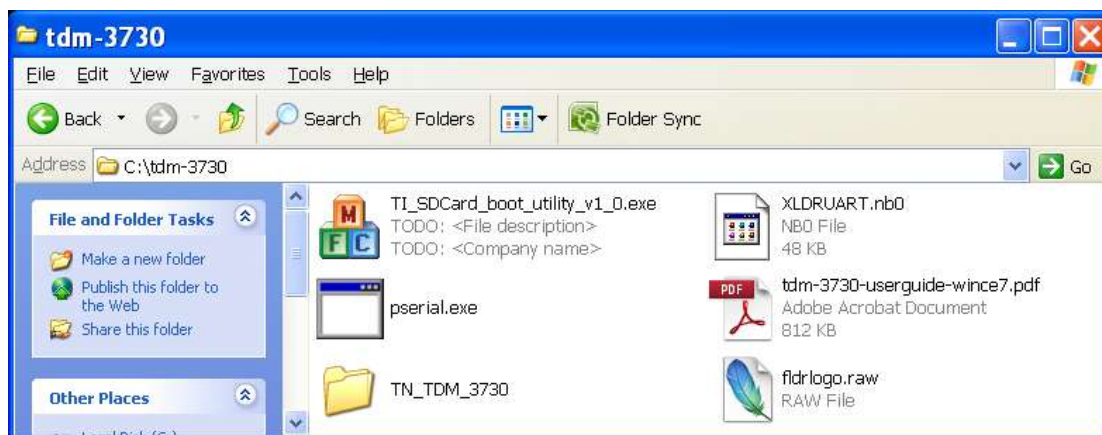 tdm-3730
File Edit View Favorites Tools Help
Back Search Folders Folder Sync
Address C:\tdm-3730 Go
File and Folder Tasks
Make a new folder
Publish this folder to
the Web
Share this folder
Other Places
TI_SDCard_boot_utility_v1_0.exe
TODO: <File description>
TODO: <Company name>
XLDRUART.nb0
NB0 File
48 KB
pserial.exe
PDF
tdm-3730-userguide-wince7.pdf
Adobe Acrobat Document
812 KB
TN_TDM_3730
fldrlogo.raw
RAW File